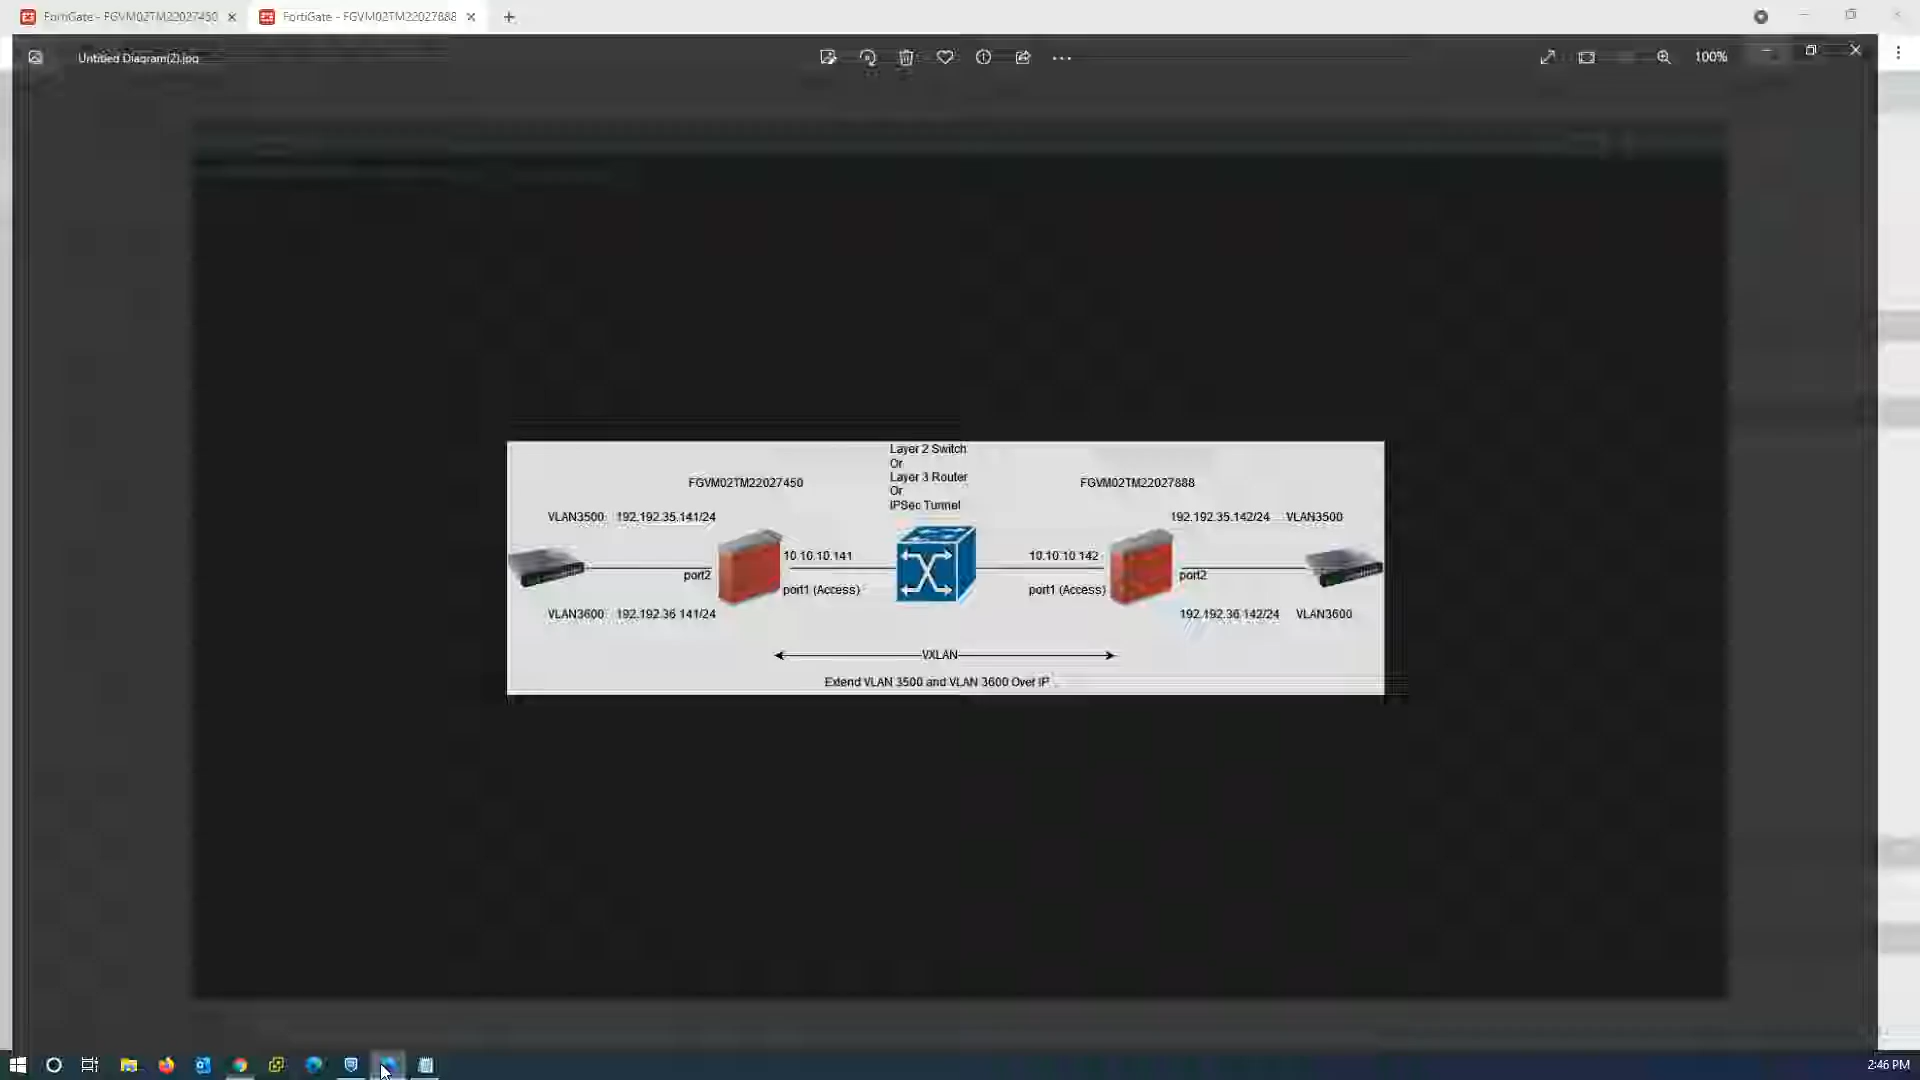 FortiGate - FGVM02TM22027450
FortiGate - FGVM02TM22027888
Untitled Diagram(2).jpg
100%
Layer 2 Switch
Or
Layer 3 Router
Or
IPSec Tunnel
FGVM02TM22027450
FGVM02TM22027888
VLAN3500 192.192.35.141/24
192.192.35.142/24 VLAN3500
10.10.10.141
10.10.10.142
port2
port2
port1 (Access)
port1 (Access)
VLAN3600 192.192.36.141/24
192.192.36.142/24 VLAN3600
VXLAN
Extend VLAN 3500 and VLAN 3600 Over IP
2:46 PM